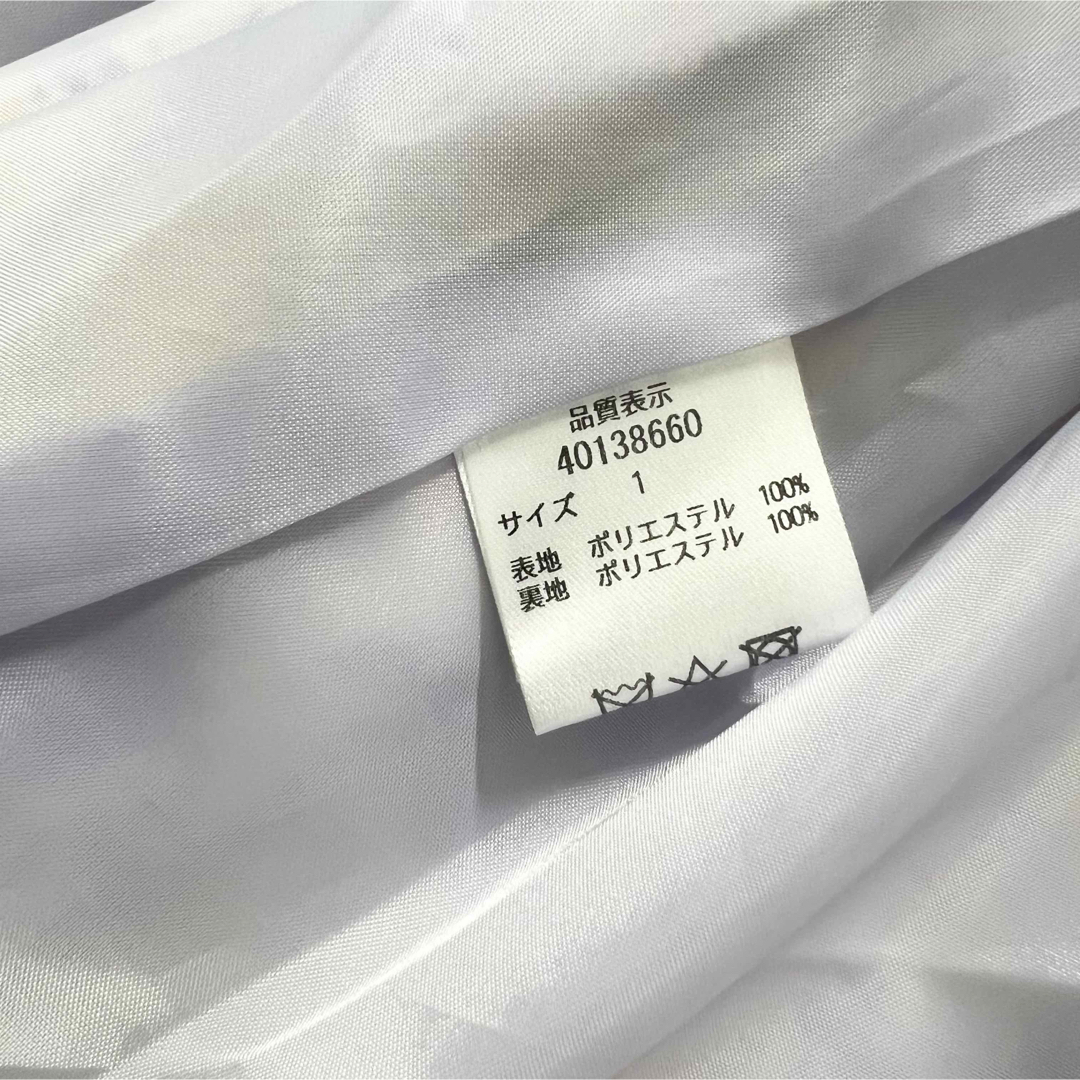 品質表示
40138660
サイズ 1
表地 ポリエステル 100%
裏地 ポリエステル 100%